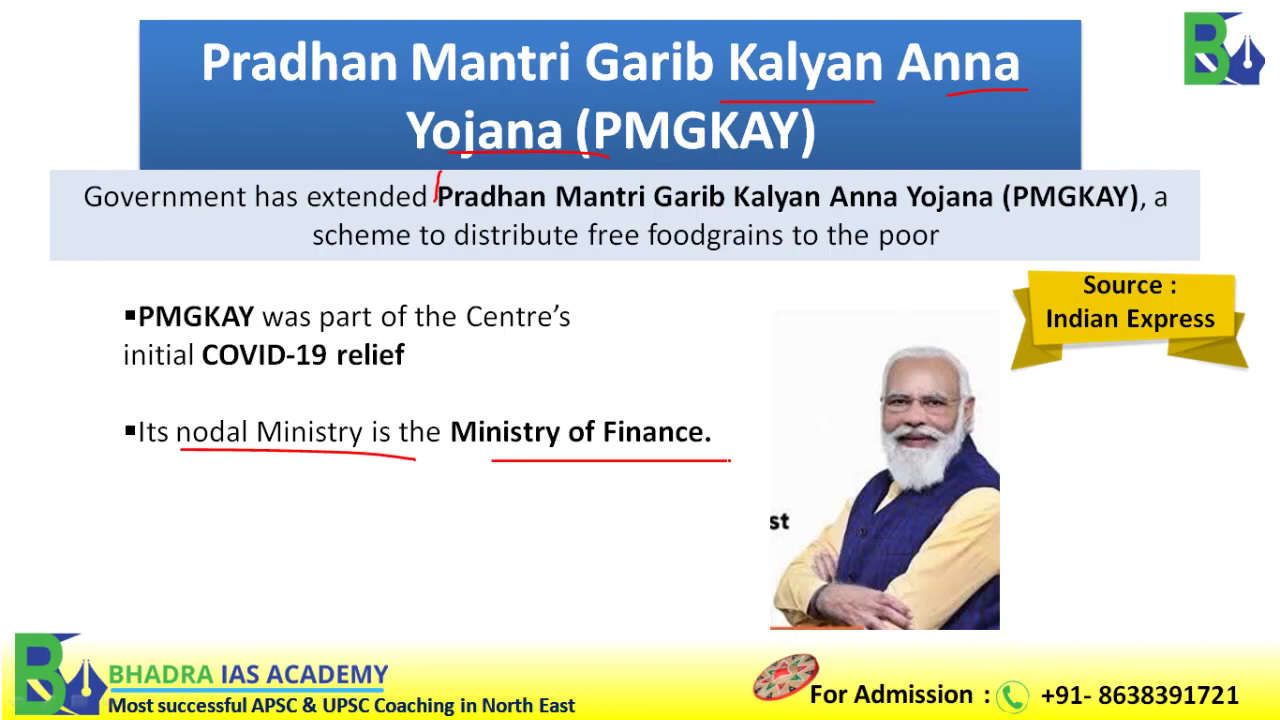 Pradhan Mantri Garib Kalyan Anna
Yojana (PMGKAY)
Government has extended Pradhan Mantri Garib Kalyan Anna Yojana (PMGKAY), a
scheme to distribute free foodgrains to the poor
Source :
Indian Express
▪PMGKAY was part of the Centre’s
initial COVID-19 relief
▪Its nodal Ministry is the Ministry of Finance.
st
BHADRA IAS ACADEMY
Most successful APSC & UPSC Coaching in North East
For Admission : +91- 8638391721